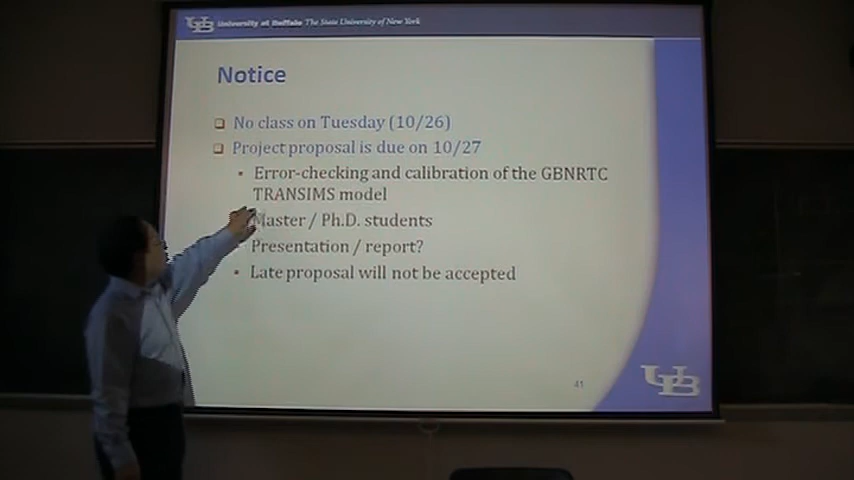 UB University at Buffalo The State University of New York
Notice
No class on Tuesday (10/26)
Project proposal is due on 10/27
Error-checking and calibration of the GBNRTC
TRANSIMS model
Master / Ph.D. students
Presentation / report?
Late proposal will not be accepted
41
UB